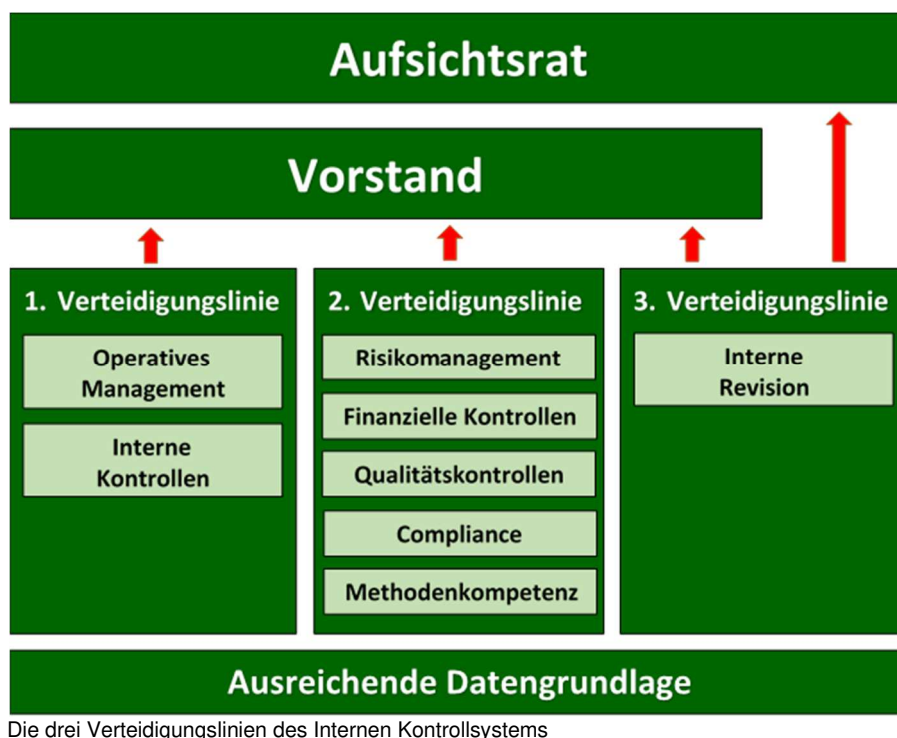 Aufsichtsrat
Vorstand
1. Verteidigungslinie
Operatives
Management
Interne
Kontrollen
2. Verteidigungslinie
Risikomanagement
Finanzielle Kontrollen
Qualitätskontrollen
Compliance
Methodenkompetenz
3. Verteidigungslinie
Interne
Revision
Ausreichende Datengrundlage
Die drei Verteidigungslinien des Internen Kontrollsystems